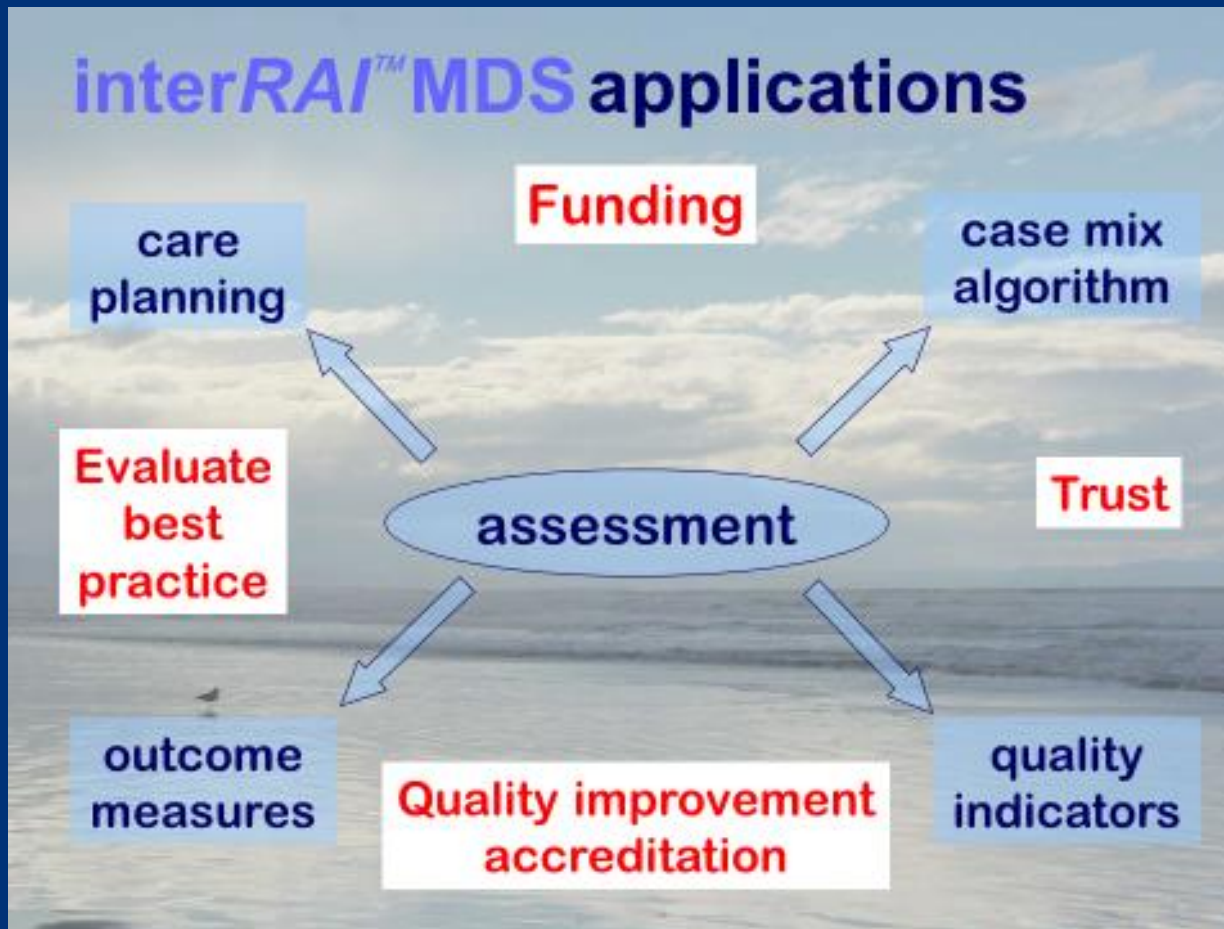 interRAI™ MDS applications
Funding
care
planning
case mix
algorithm
Evaluate
best
practice
assessment
Trust
outcome
measures
Quality improvement
accreditation
quality
indicators